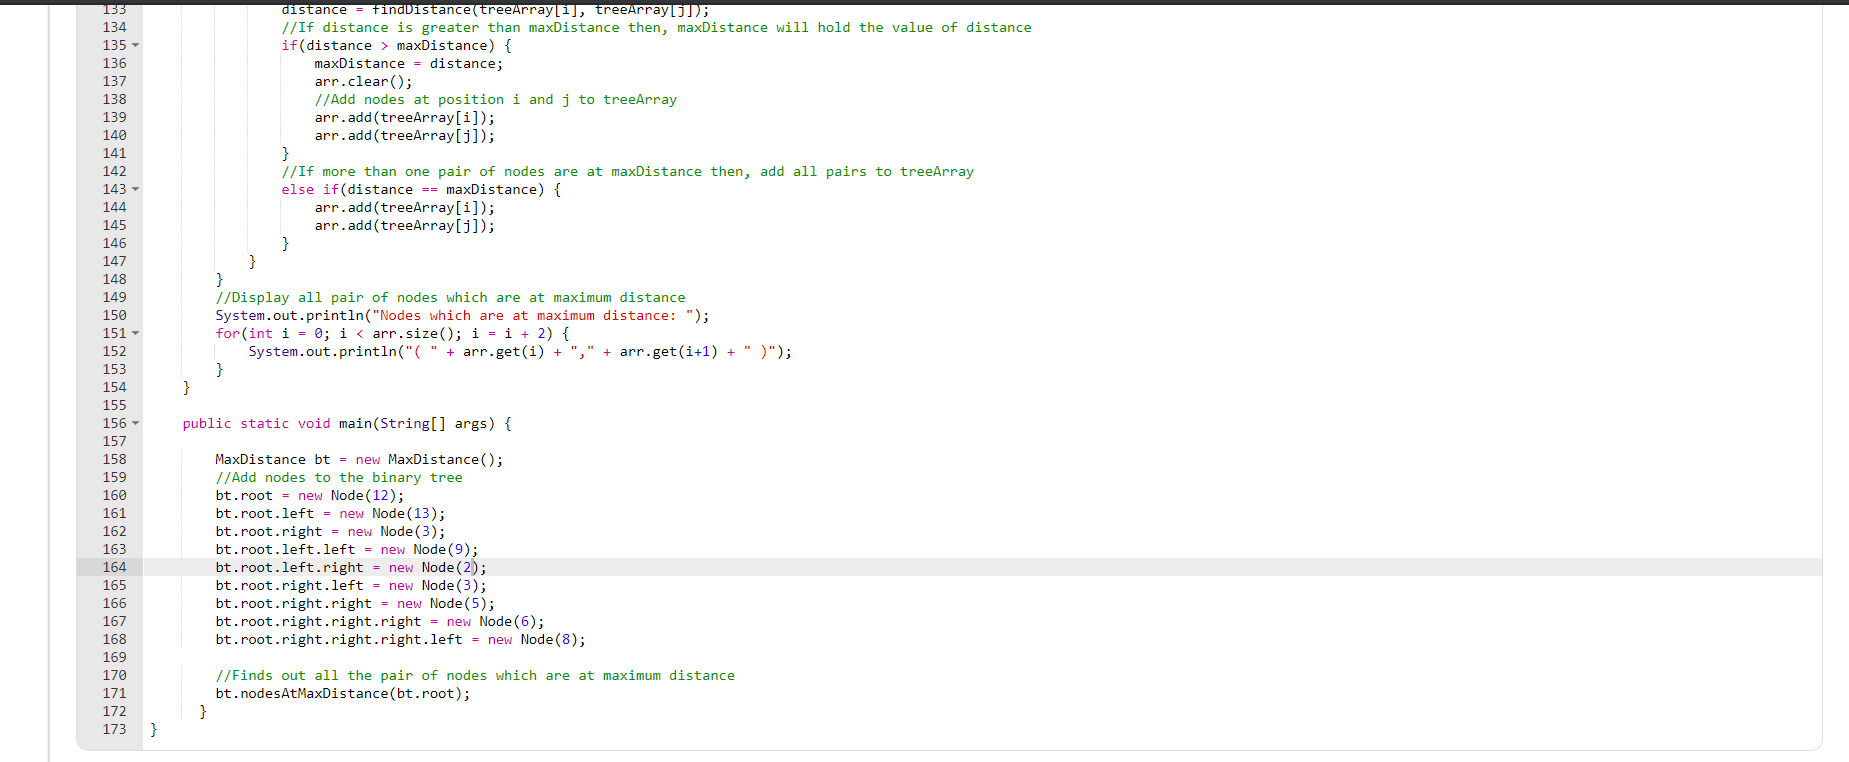 133                 distance = findDistance(treeArray[i], treeArray[j]);
134                 //If distance is greater than maxDistance then, maxDistance will hold the value of distance
135                 if(distance > maxDistance) {
136                     maxDistance = distance;
137                     arr.clear();
138                     //Add nodes at position i and j to treeArray
139                     arr.add(treeArray[i]);
140                     arr.add(treeArray[j]);
141                 }
142                 //If more than one pair of nodes are at maxDistance then, add all pairs to treeArray
143                 else if(distance == maxDistance) {
144                     arr.add(treeArray[i]);
145                     arr.add(treeArray[j]);
146                 }
147             }
148         }
149         //Display all pair of nodes which are at maximum distance
150         System.out.println("Nodes which are at maximum distance: ");
151         for(int i = 0; i < arr.size(); i = i + 2) {
152             System.out.println("( " + arr.get(i) + "," + arr.get(i+1) + " )");
153         }
154     }
155
156     public static void main(String[] args) {
157
158         MaxDistance bt = new MaxDistance();
159         //Add nodes to the binary tree
160         bt.root = new Node(12);
161         bt.root.left = new Node(13);
162         bt.root.right = new Node(3);
163         bt.root.left.left = new Node(9);
164         bt.root.left.right = new Node(2);
165         bt.root.right.left = new Node(3);
166         bt.root.right.right = new Node(5);
167         bt.root.right.right.right = new Node(6);
168         bt.root.right.right.right.left = new Node(8);
169
170         //Finds out all the pair of nodes which are at maximum distance
171         bt.nodesAtMaxDistance(bt.root);
172       }
173 }